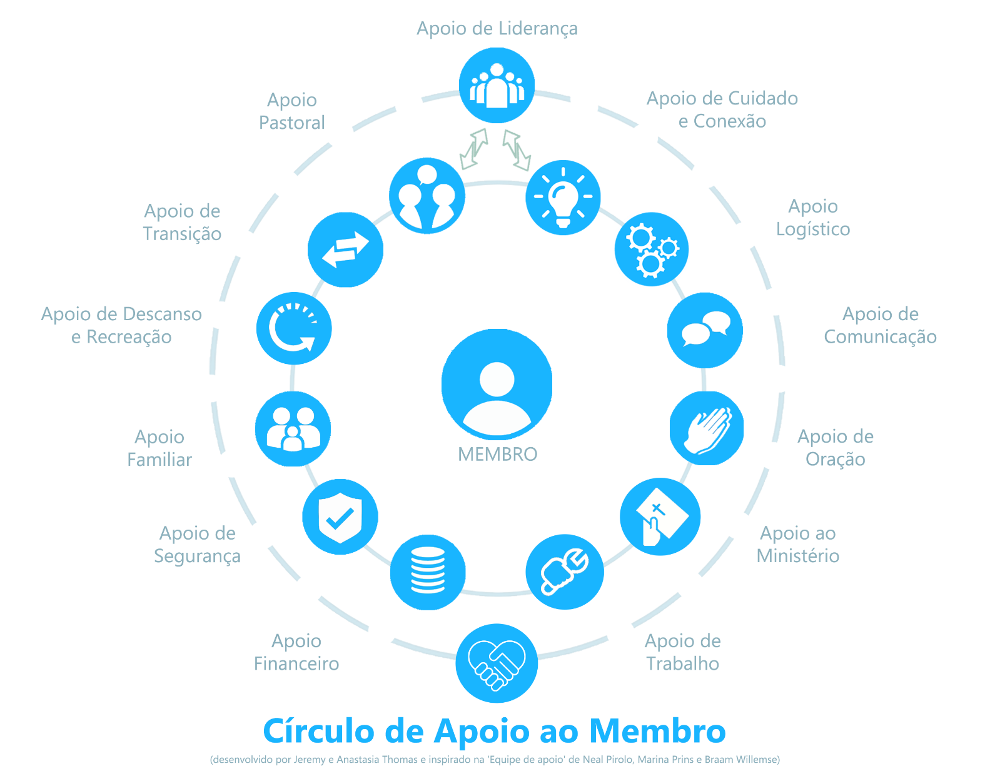 Apoio de Liderança
Apoio
Pastoral
Apoio de Cuidado
e Conexão
Apoio de
Transição
Apoio
Logístico
Apoio de Descanso
e Recreação
Apoio de
Comunicação
Apoio
Familiar
MEMBRO
Apoio de
Oração
Apoio de
Segurança
Apoio ao
Ministério
Apoio
Financeiro
Apoio de
Trabalho
Círculo de Apoio ao Membro
(desenvolvido por Jeremy e Anastasia Thomas e inspirado na 'Equipe de apoio' de Neal Pirolo, Marina Prins e Braam Willemse)